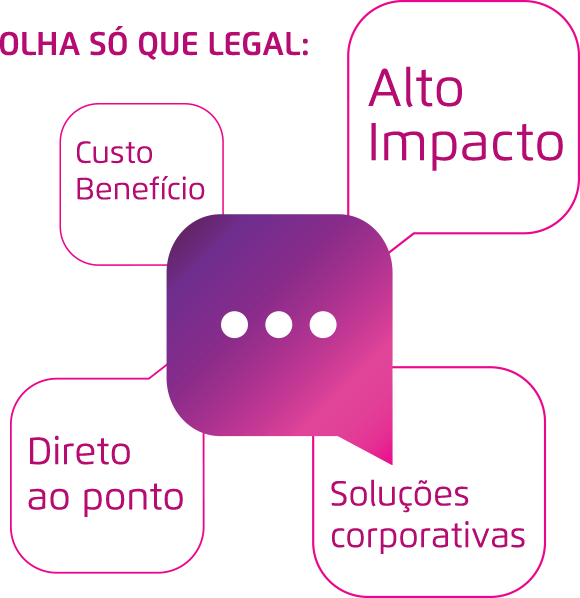 OLHA SÓ QUE LEGAL:
Alto
Impacto
Custo
Benefício
Direto
ao ponto
Soluções
corporativas